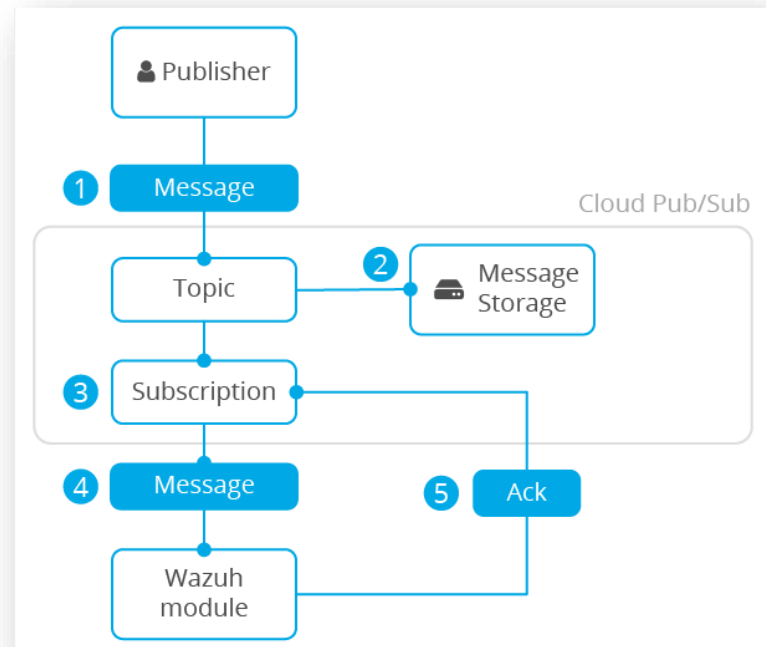 Publisher
1
Message
Cloud Pub/Sub
2
Message
Storage
Topic
3
Subscription
4
Message
5
Ack
Wazuh
module